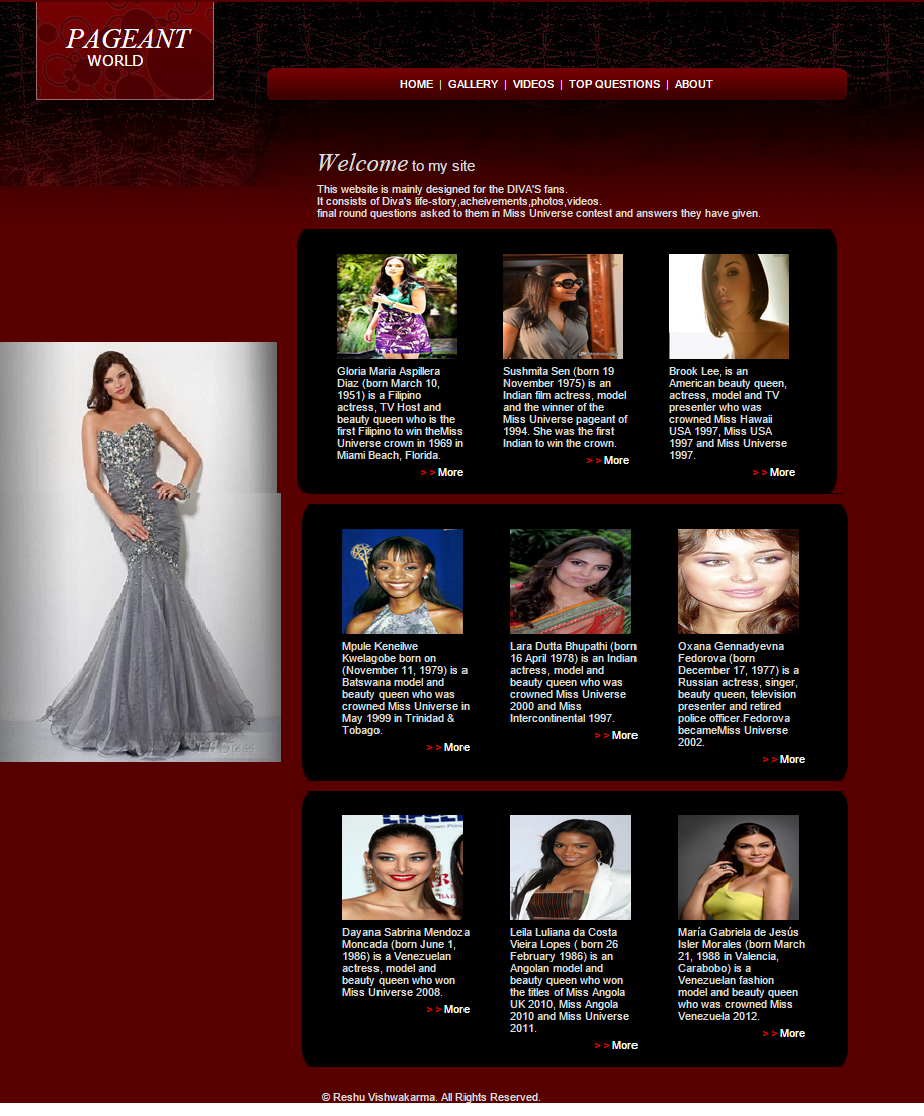 PAGEANT
WORLD
HOME | GALLERY | VIDEOS | TOP QUESTIONS | ABOUT
Welcome to my site
This website is mainly designed for the DIVA'S fans.
It consists of Diva's life-story,acheivements,photos,videos.
final round questions asked to them in Miss Universe contest and answers they have given.
Gloria Maria Aspillera
Diaz (born March 10,
1951) is a Filipino
actress, TV Host and
beauty queen who is the
first Filipino to win theMiss
Universe crown in 1969 in
Miami Beach, Florida.
> > More
Sushmita Sen (born 19
November 1975) is an
Indian film actress, model
and the winner of the
Miss Universe pageant of
1994. She was the first
Indian to win the crown.
> > More
Brook Lee, is an
American beauty queen,
actress, model and TV
presenter who was
crowned Miss Hawaii
USA 1997, Miss USA
1997 and Miss Universe
1997.
> > More
Mpule Keneilwe
Kwelagobe born on
(November 11, 1979) is a
Batswana model and
beauty queen who was
crowned Miss Universe in
May 1999 in Trinidad &
Tobago.
> > More
Lara Dutta Bhupathi (born
16 April 1978) is an Indian
actress, model and
beauty queen who was
crowned Miss Universe
2000 and Miss
Intercontinental 1997.
> > More
Oxana Gennadyevna
Fedorova (born
December 17, 1977) is a
Russian actress, singer,
beauty queen, television
presenter and retired
police officer.Fedorova
becameMiss Universe
2002.
> > More
Dayana Sabrina Mendoza
Moncada (born June 1,
1986) is a Venezuelan
actress, model and
beauty queen who won
Miss Universe 2008.
> > More
Leila Luliana da Costa
Vieira Lopes ( born 26
February 1986) is an
Angolan model and
beauty queen who won
the titles of Miss Angola
UK 2010, Miss Angola
2010 and Miss Universe
2011.
> > More
María Gabriela de Jesús
Isler Morales (born March
21, 1988 in Valencia,
Carabobo) is a
Venezuelan fashion
model and beauty queen
who was crowned Miss
Venezuela 2012.
> > More
© Reshu Vishwakarma. All Rights Reserved.